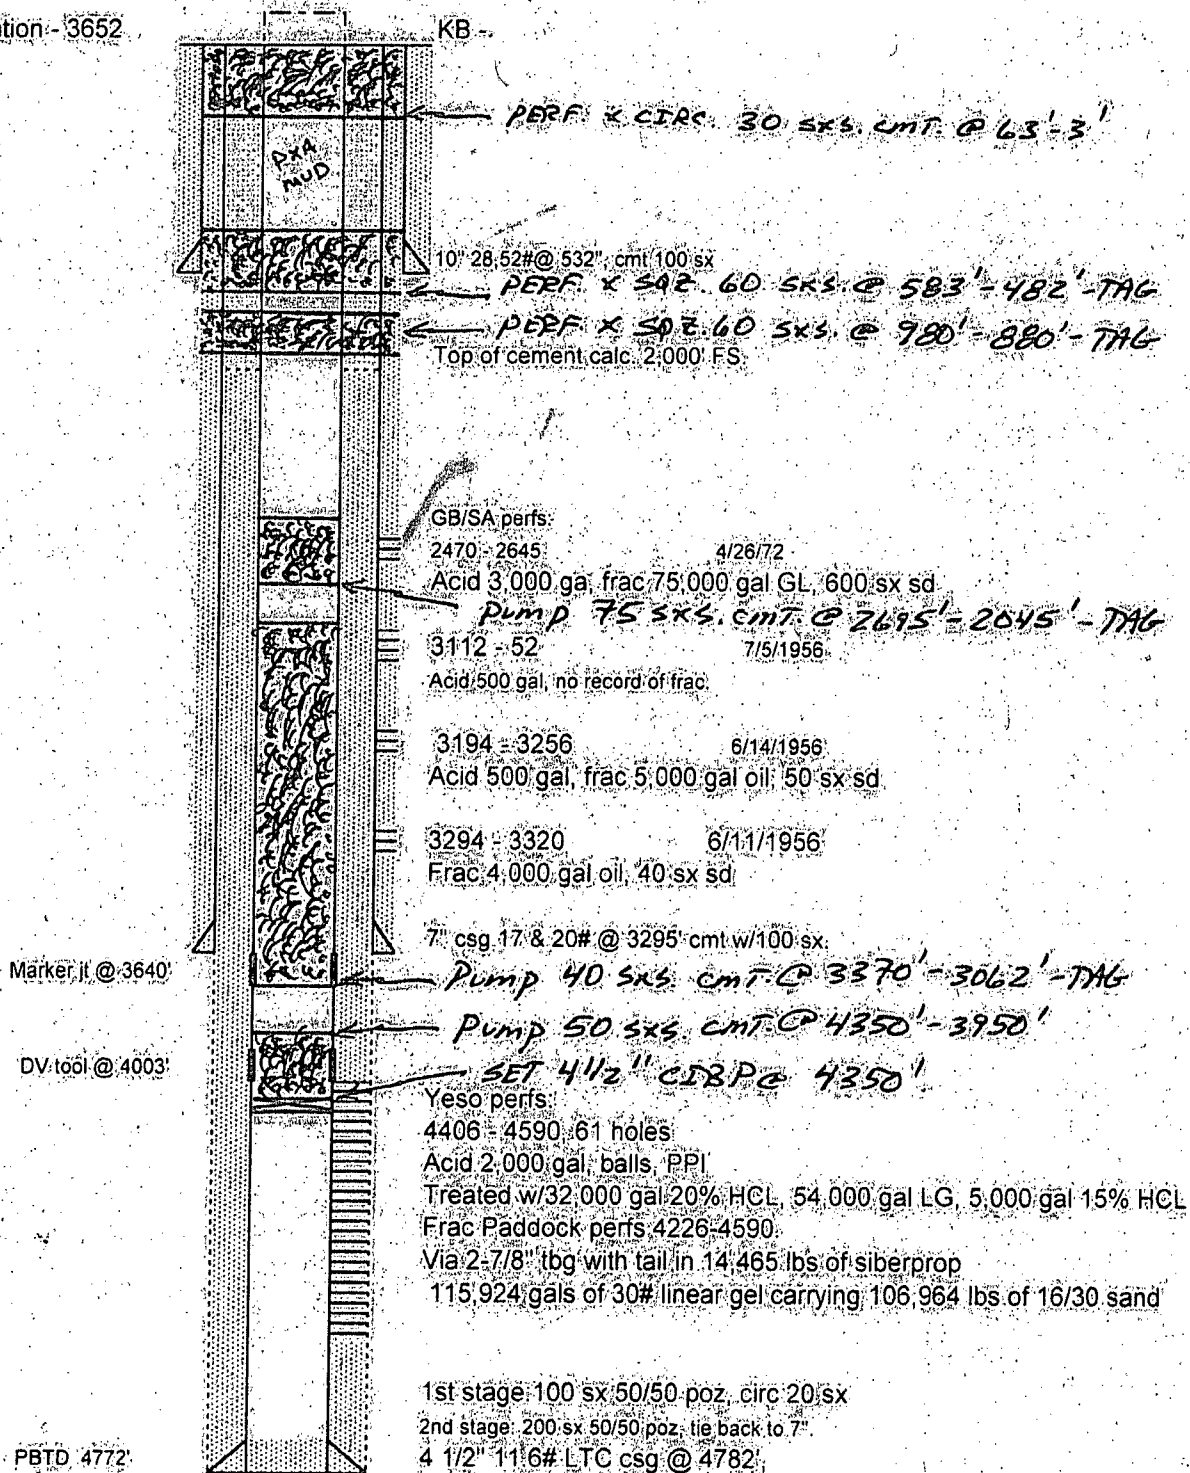 tion - 3652
KB -
PERF. X CIRC. 30 SXS. CMT. @ 63'-3'
PXA
MUD
10" 28.52#@ 532", cmt 100 sx
PERF. X SQZ. 60 SXS. @ 583'-482'-TAG
PERF X SQZ. 60 SXS. @ 980'-880'-TAG
Top of cement calc. 2,000' FS.
GB/SA perfs:
2470 - 2645 4/26/72
Acid 3,000 ga, frac 75,000 gal GL, 600 sx sd
Pump 75 SXS. CMT. @ 2695'-2045'-TAG
3112 - 52 7/5/1956
Acid 500 gal, no record of frac.
3194 - 3256 6/14/1956
Acid 500 gal, frac 5,000 gal oil, 50 sx sd
3294 - 3320 6/11/1956
Frac 4,000 gal oil, 40 sx sd
7" csg 17 & 20# @ 3295' cmt w/100 sx.
Marker jt @ 3640'
Pump 40 SXS. CMT. @ 3370'-3062'-TAG
Pump 50 SXS. CMT. @ 4350'-3950'
DV tool @ 4003'
SET 4 1/2" CIBP @ 4350'
Yeso perfs:
4406 - 4590 61 holes
Acid 2,000 gal, balls, PPI
Treated w/32,000 gal 20% HCL, 54,000 gal LG, 5,000 gal 15% HCL
Frac Paddock perfs 4226-4590.
Via 2-7/8" tbg with tail in 14,465 lbs of siberprop
115,924 gals of 30# linear gel carrying 106,964 lbs of 16/30 sand
1st stage 100 sx 50/50 poz, circ 20 sx
2nd stage: 200 sx 50/50 poz, tie back to 7".
PBTD 4772'
4 1/2" 11.6# LTC csg @ 4782'